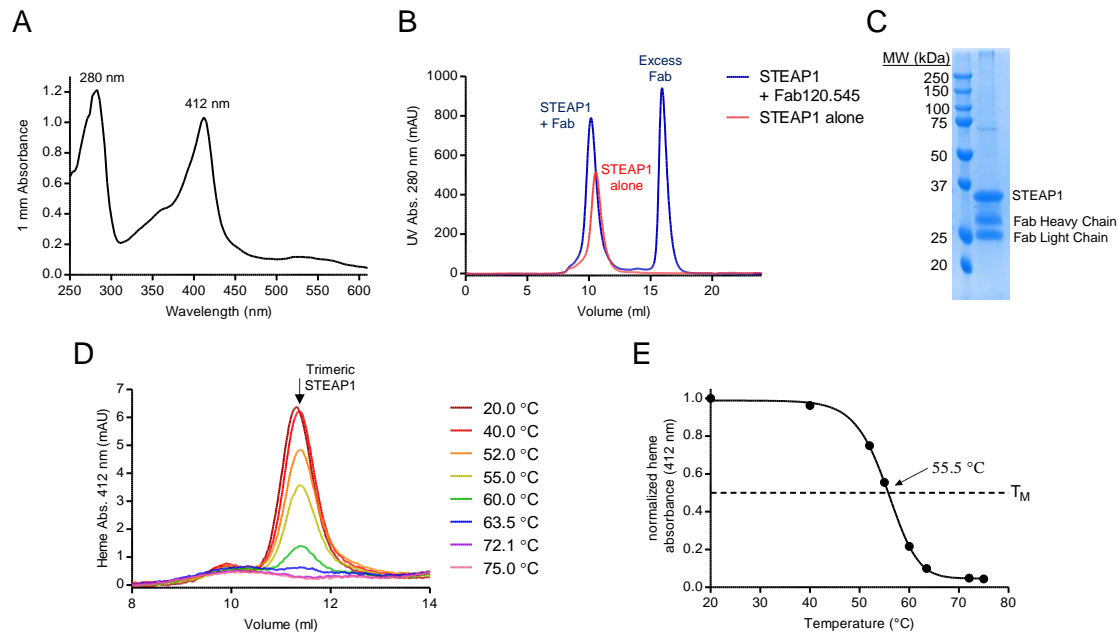 A
280 nm
412 nm
1.2
1.0
0.8
0.6
0.4
0.2
0.0
1 mm Absorbance
250
300
350
400
450
500
550
600
Wavelength (nm)
B
1000
800
600
400
200
0
UV Abs. 280 nm (mAU)
STEAP1
+ Fab
STEAP1
alone
Excess
Fab
0
10
20
Volume (ml)
STEAP1
+ Fab120.545
STEAP1 alone
C
MW (kDa)
250
150
100
75
50
37
25
20
STEAP1
Fab Heavy Chain
Fab Light Chain
D
Trimeric
STEAP1
7
6
5
4
3
2
1
0
Heme Abs. 412 nm (mAU)
8
10
12
14
Volume (ml)
20.0 °C
40.0 °C
52.0 °C
55.0 °C
60.0 °C
63.5 °C
72.1 °C
75.0 °C
E
1.0
0.8
0.6
0.4
0.2
0.0
normalized heme
absorbance (412 nm)
55.5 °C
TM
20
30
40
50
60
70
80
Temperature (°C)